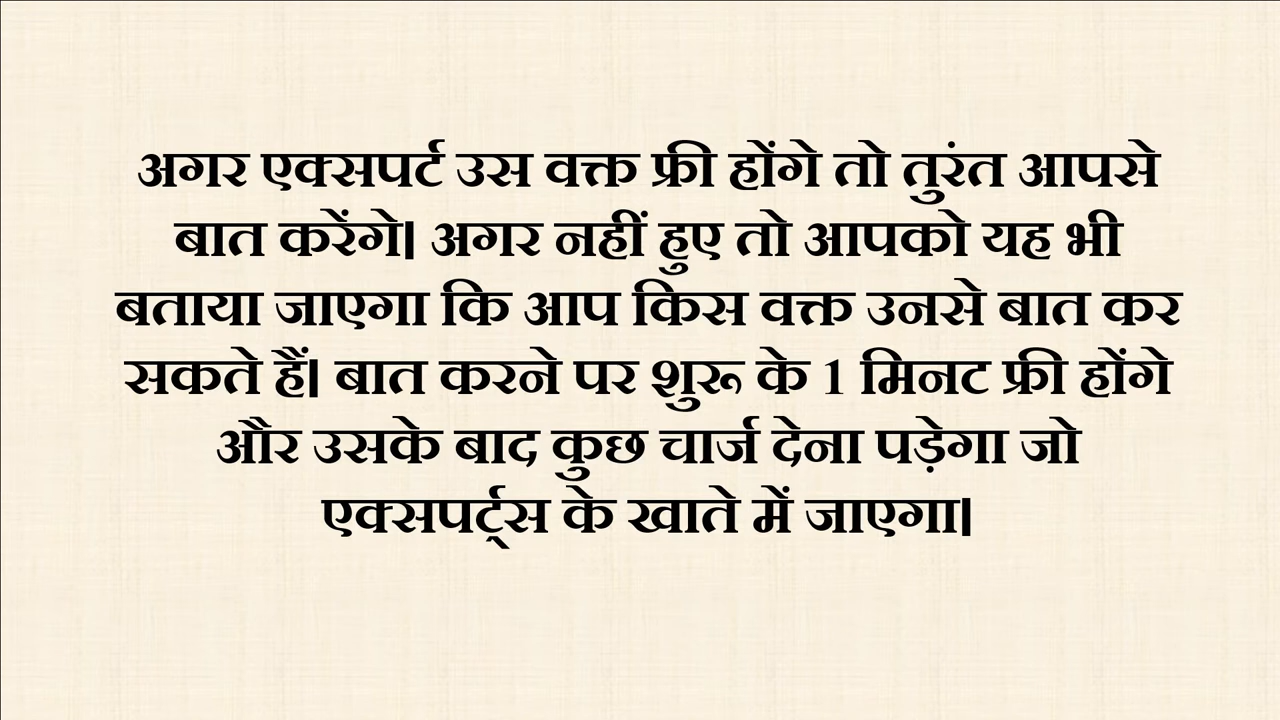 अगर एक्सपर्ट उस वक्त फ्री होंगे तो तुरंत आपसे
बात करेंगे। अगर नहीं हुए तो आपको यह भी
बताया जाएगा कि आप किस वक्त उनसे बात कर
सकते हैं। बात करने पर शुरू के 1 मिनट फ्री होंगे
और उसके बाद कुछ चार्ज देना पड़ेगा जो
एक्सपर्ट्स के खाते में जाएगा।